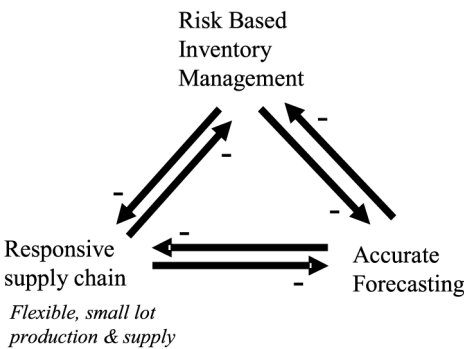 Risk Based
Inventory
Management
-
-
-
-
-
-
Responsive
supply chain
Accurate
Forecasting
Flexible, small lot
production & supply